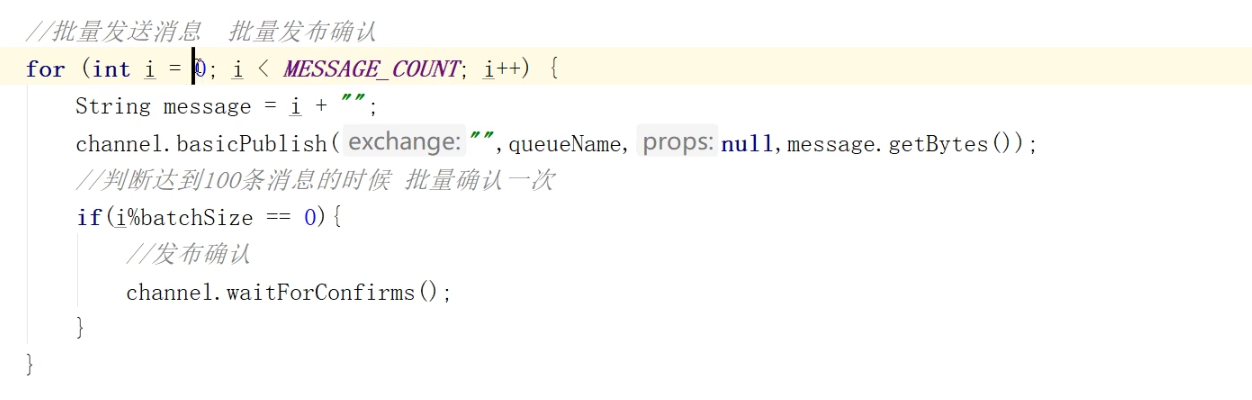 //批量发送消息  批量发布确认
for (int i = 0; i < MESSAGE_COUNT; i++) {
    String message = i + "";
    channel.basicPublish( exchange: "",queueName, props: null,message.getBytes());
    //判断达到100条消息的时候 批量确认一次
    if(i%batchSize == 0){
        //发布确认
        channel.waitForConfirms();
    }
}